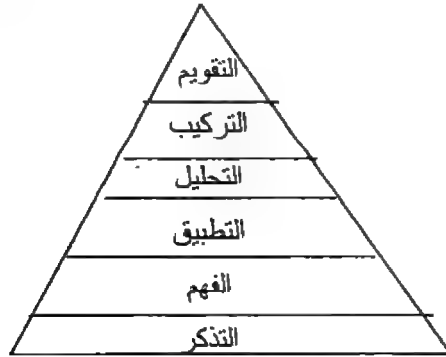 التقويم
التركيب
التحليل
التطبيق
الفهم
التذكر